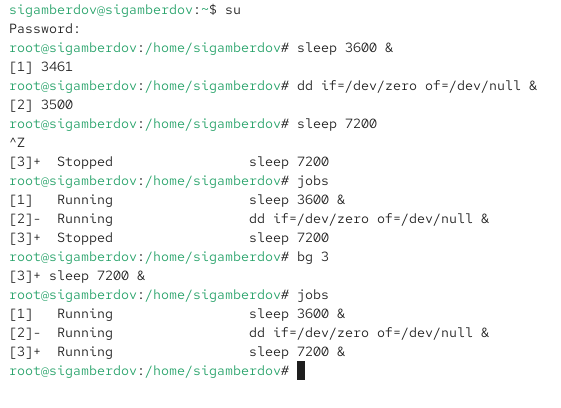 sigamberdov@sigamberdov:~$ su
Password:
root@sigamberdov:/home/sigamberdov# sleep 3600 &
[1] 3461
root@sigamberdov:/home/sigamberdov# dd if=/dev/zero of=/dev/null &
[2] 3500
root@sigamberdov:/home/sigamberdov# sleep 7200
^Z
[3]+  Stopped                 sleep 7200
root@sigamberdov:/home/sigamberdov# jobs
[1]   Running                 sleep 3600 &
[2]-  Running                 dd if=/dev/zero of=/dev/null &
[3]+  Stopped                 sleep 7200
root@sigamberdov:/home/sigamberdov# bg 3
[3]+ sleep 7200 &
root@sigamberdov:/home/sigamberdov# jobs
[1]   Running                 sleep 3600 &
[2]-  Running                 dd if=/dev/zero of=/dev/null &
[3]+  Running                 sleep 7200 &
root@sigamberdov:/home/sigamberdov#